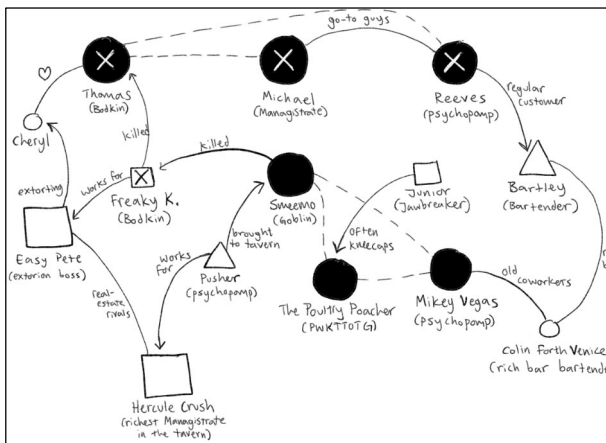 go-to guys
Thomas
(Bodkin)
Michael
(Managistrate)
Reeves
(psychopomp)
regular
customer
Cheryl
killed
killed
extorting
works for
Freaky K.
(Bodkin)
Smeemo
(Goblin)
Junior
(Jawbreaker)
Bartley
(Bartender)
Easy Pete
(extortion boss)
works
for
brought
to tavern
often
kneecaps
Pusher
(psychopomp)
real-
estate
rivals
The Poultry Poacher
(PWKTTOTG)
Mikey Vegas
(psychopomp)
old
coworkers
Colin Forth Venice
(rich bar bartende
Hercule Crush
(richest Managistrate
in the tavern)